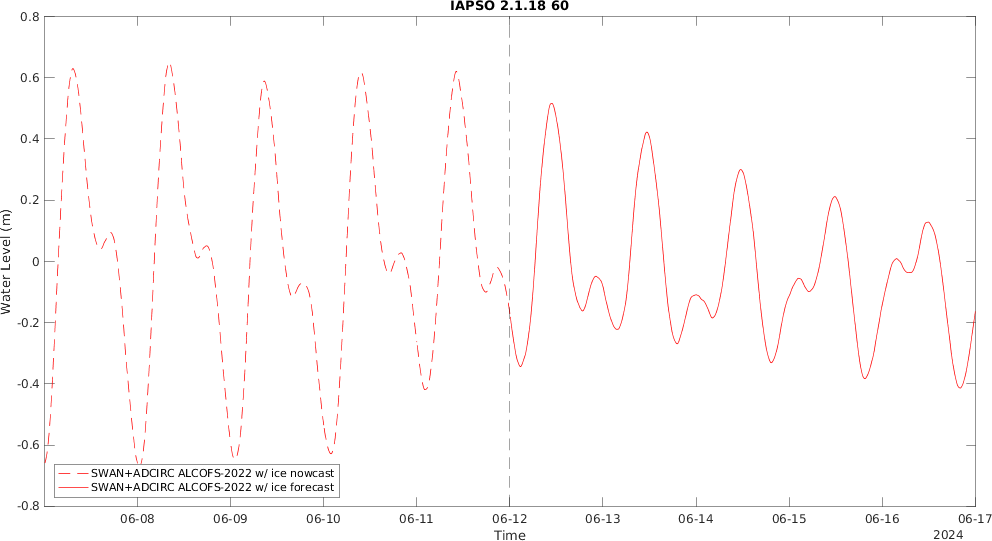 IAPSO 2.1.18 60
0.8
0.6
0.4
0.2
0
-0.2
-0.4
-0.6
-0.8
Water Level (m)
SWAN+ADCIRC ALCOFS-2022 w/ ice nowcast
SWAN+ADCIRC ALCOFS-2022 w/ ice forecast
06-08 06-09 06-10 06-11 06-12 06-13 06-14 06-15 06-16 06-17
Time
2024